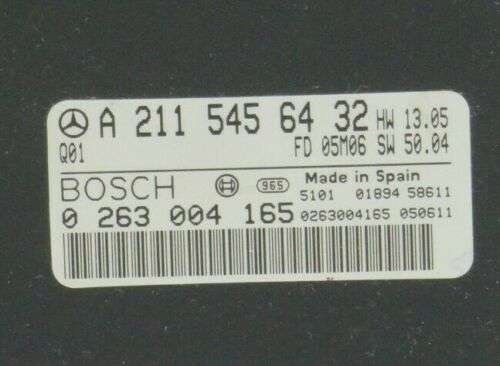 A 211 545 64 32 HW 13.05
Q01 FD 05M06 SW 50.04
BOSCH 965 Made in Spain
5101 01894 58611
0 263 004 165 0263004165 050611